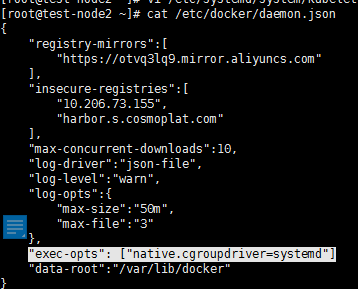 [root@test-node2 ~]# vi /etc/systemd/system/kubelet
[root@test-node2 ~]# cat /etc/docker/daemon.json
{
"registry-mirrors":[
"https://otvq3lq9.mirror.aliyuncs.com"
],
"insecure-registries":[
"10.206.73.155",
"harbor.s.cosmoplat.com"
],
"max-concurrent-downloads":10,
"log-driver":"json-file",
"log-level":"warn",
"log-opts":{
"max-size":"50m",
"max-file":"3"
},
"exec-opts": ["native.cgroupdriver=systemd"]
"data-root":"/var/lib/docker"
}